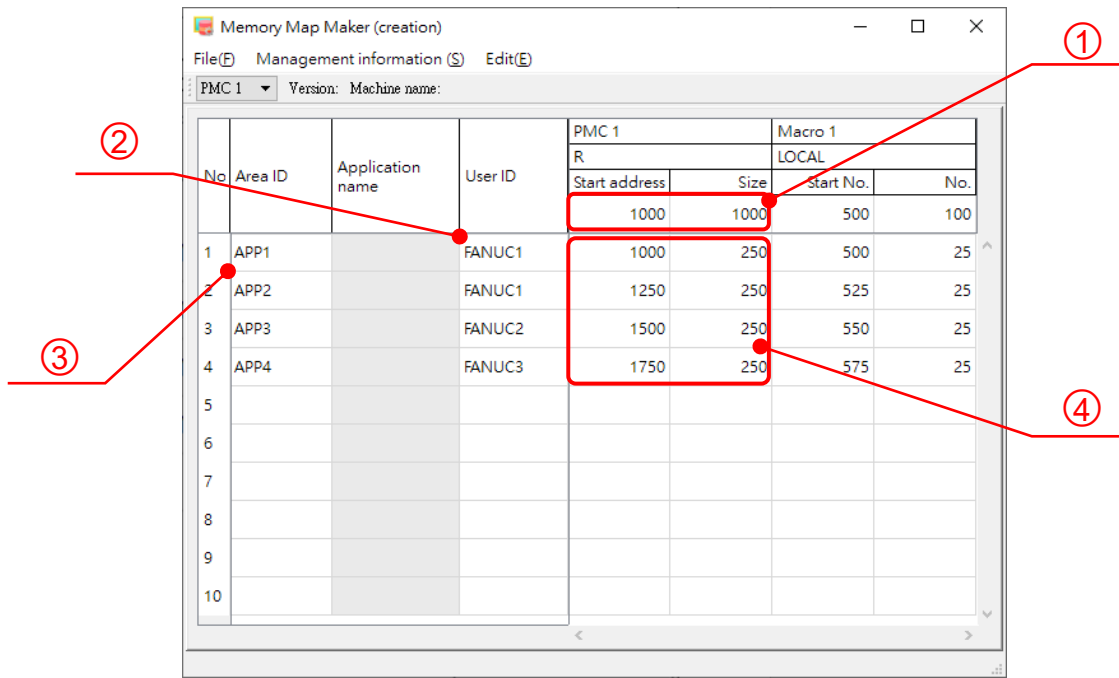 Memory Map Maker (creation)
File(F) Management information (S) Edit(E)
PMC 1 Version: Machine name:
①
②
③
④
No Area ID Application name User ID PMC 1 Macro 1
R LOCAL
Start address Size Start No. No.
1000 1000 500 100
1 APP1 FANUC1 1000 250 500 25
2 APP2 FANUC1 1250 250 525 25
3 APP3 FANUC2 1500 250 550 25
4 APP4 FANUC3 1750 250 575 25
5
6
7
8
9
10